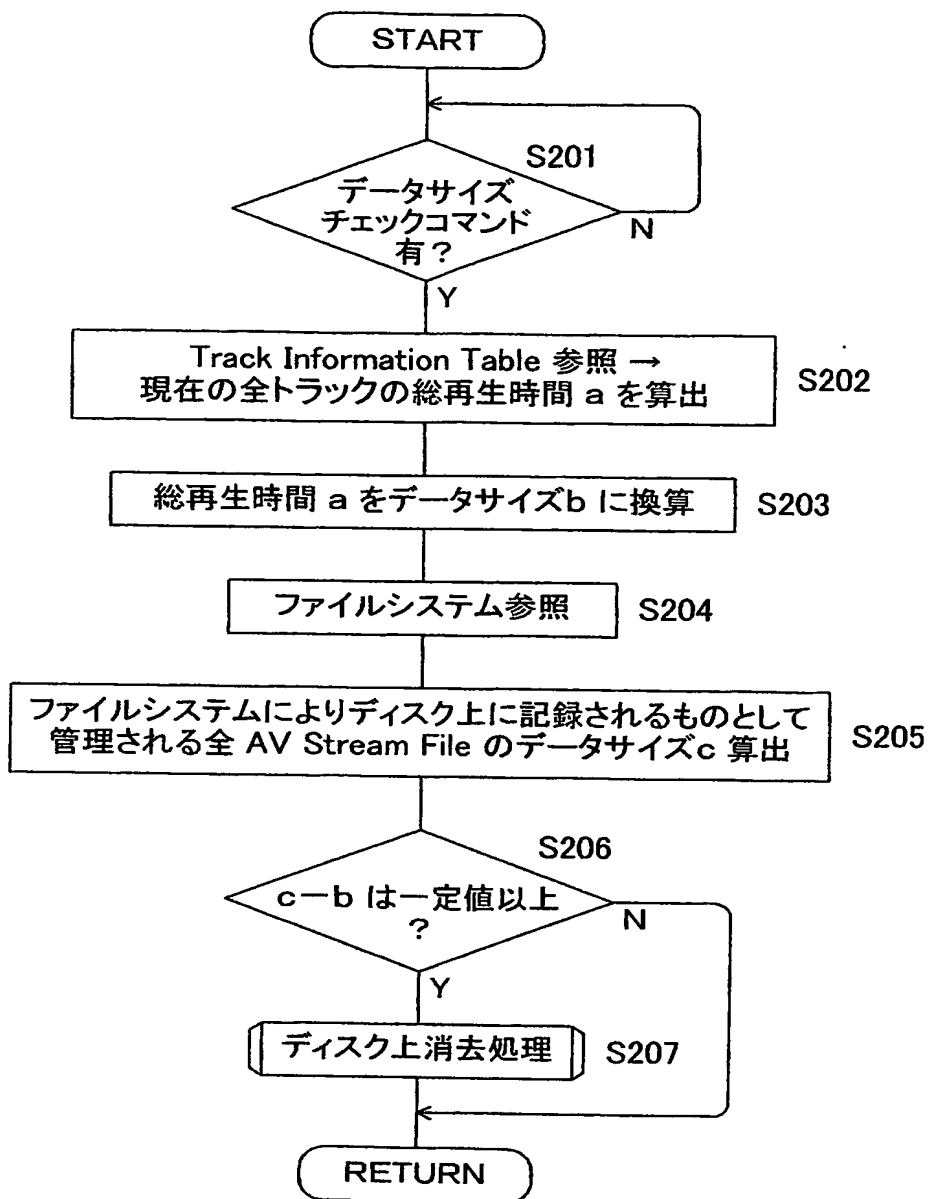 START
S201
データサイズ
チェックコマンド
有?
N
Y
Track Information Table 参照 →
現在の全トラックの総再生時間 a を算出
S202
総再生時間 a をデータサイズb に換算
S203
ファイルシステム参照
S204
ファイルシステムによりディスク上に記録されるものとして
管理される全 AV Stream File のデータサイズc 算出
S205
S206
c-b は一定値以上
?
N
Y
ディスク上消去処理
S207
RETURN